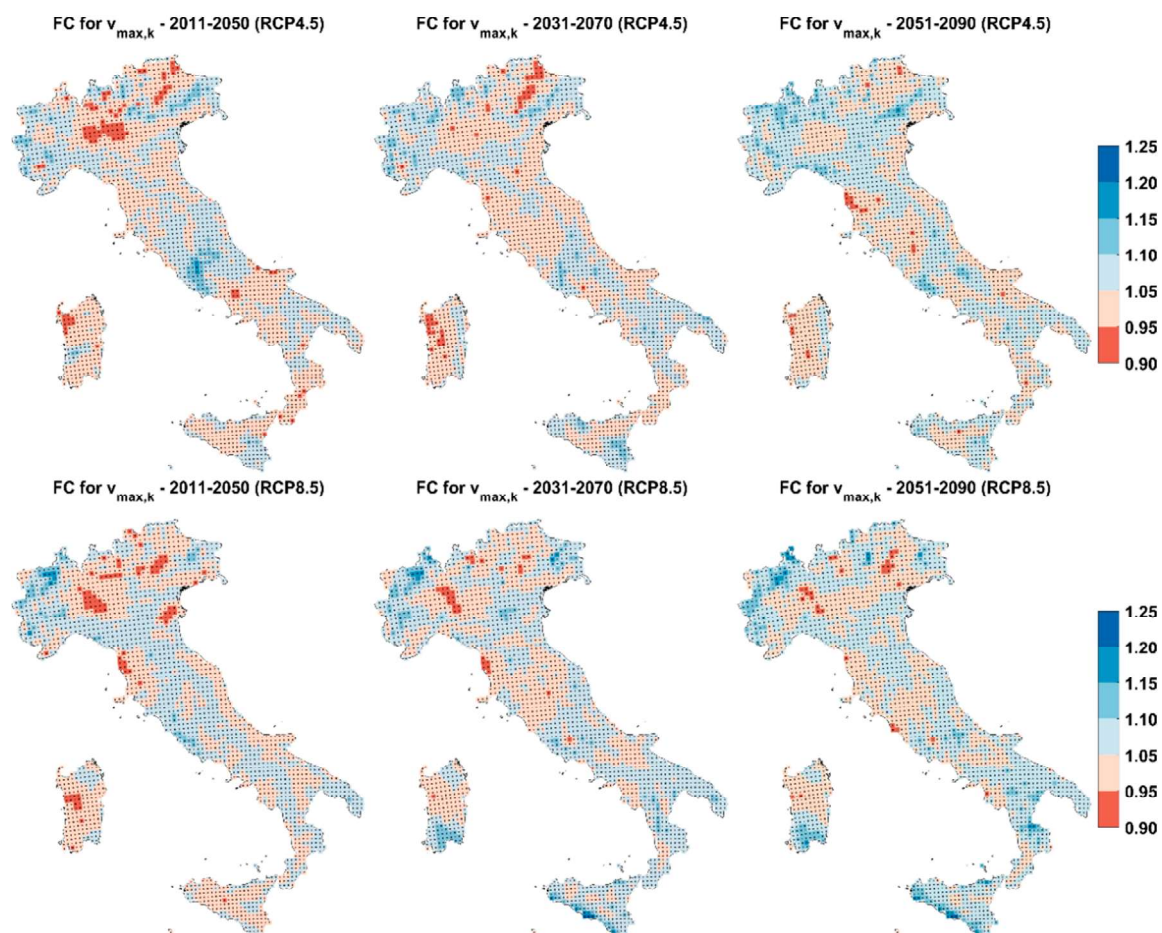 FC for vmax,k - 2011-2050 (RCP4.5)
FC for vmax,k - 2031-2070 (RCP4.5)
FC for vmax,k - 2051-2090 (RCP4.5)
1.25
1.20
1.15
1.10
1.05
0.95
0.90
FC for vmax,k - 2011-2050 (RCP8.5)
FC for vmax,k - 2031-2070 (RCP8.5)
FC for vmax,k - 2051-2090 (RCP8.5)
1.25
1.20
1.15
1.10
1.05
0.95
0.90